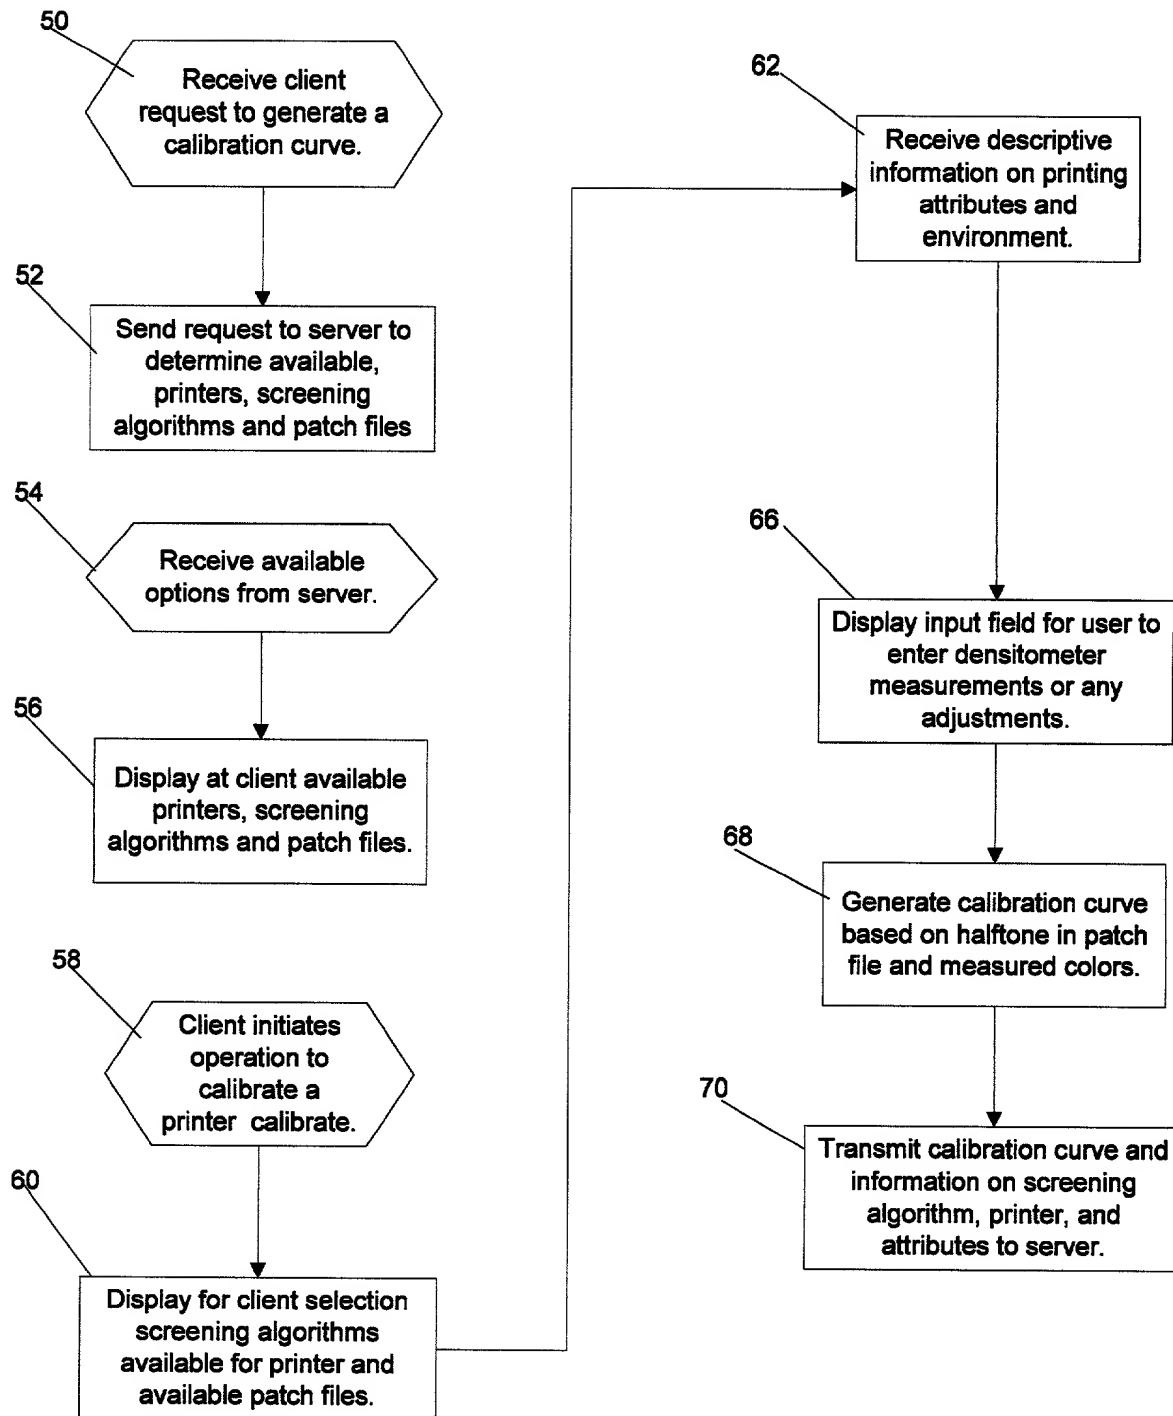 50
Receive client
request to generate a
calibration curve.
52
Send request to server to
determine available,
printers, screening
algorithms and patch files
54
Receive available
options from server.
56
Display at client available
printers, screening
algorithms and patch files.
58
Client initiates
operation to
calibrate a
printer calibrate.
60
Display for client selection
screening algorithms
available for printer and
available patch files.
62
Receive descriptive
information on printing
attributes and
environment.
66
Display input field for user to
enter densitometer
measurements or any
adjustments.
68
Generate calibration curve
based on halftone in patch
file and measured colors.
70
Transmit calibration curve and
information on screening
algorithm, printer, and
attributes to server.